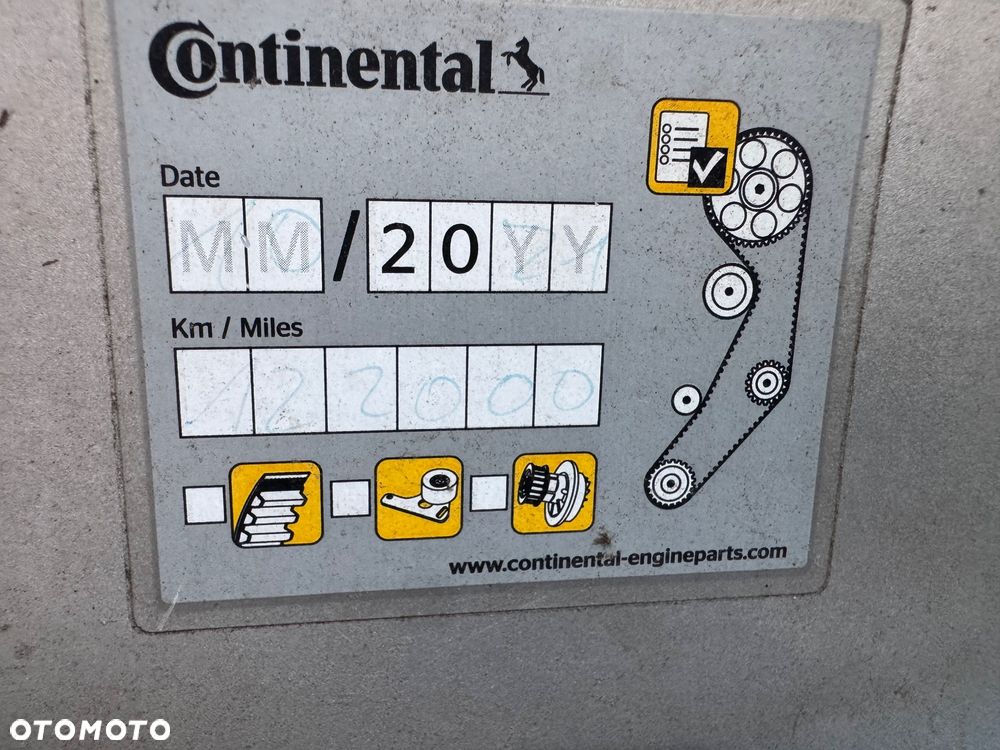 Continental
Date
MM/20YY
Km / Miles
122000
www.continental-engineparts.com
OTOMOTO